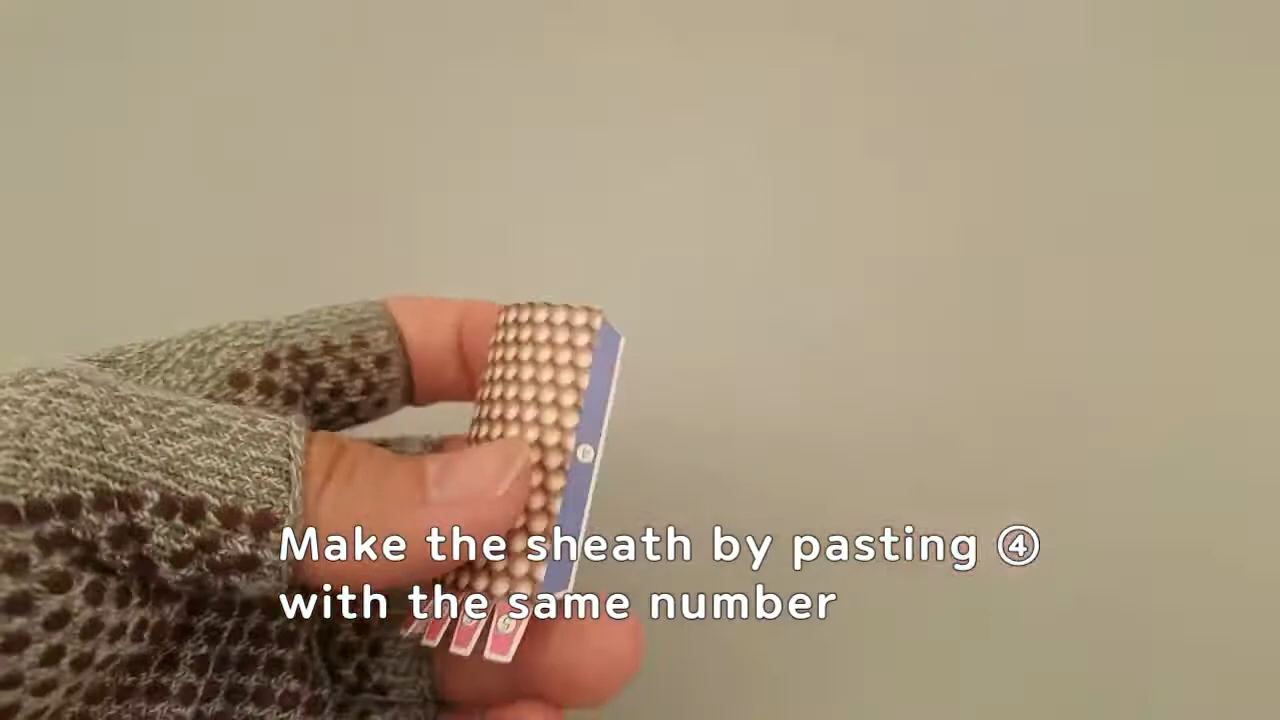 Make the sheath by pasting ④
with the same number